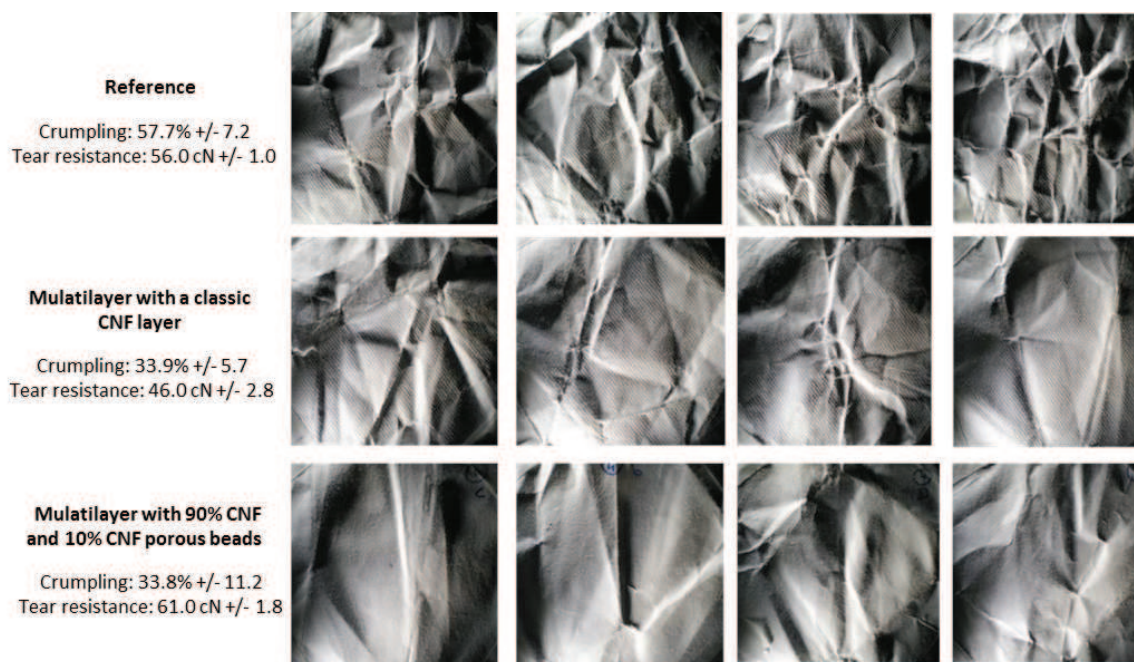 Reference
Crumpling: 57.7% +/- 7.2
Tear resistance: 56.0 cN +/- 1.0
Mulatilayer with a classic
CNF layer
Crumpling: 33.9% +/- 5.7
Tear resistance: 46.0 cN +/- 2.8
Mulatilayer with 90% CNF
and 10% CNF porous beads
Crumpling: 33.8% +/- 11.2
Tear resistance: 61.0 cN +/- 1.8